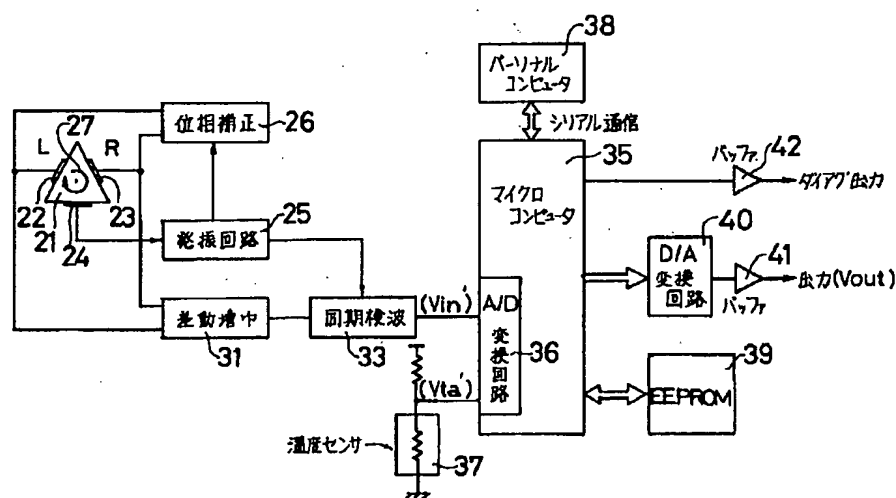 38
パーソナル
コンピュータ
シリアル通信
位相補正
26
27
L
R
22
23
21
24
発振回路
25
差動増巾
31
同期検波
33
(Vin')
(Vta')
温度センサ
37
35
マイクロ
コンピュータ
A/D
変換回路
36
バッファ
42
ダイアグ出力
40
D/A
変換
回路
41
バッファ
出力(Vout)
39
EEPROM